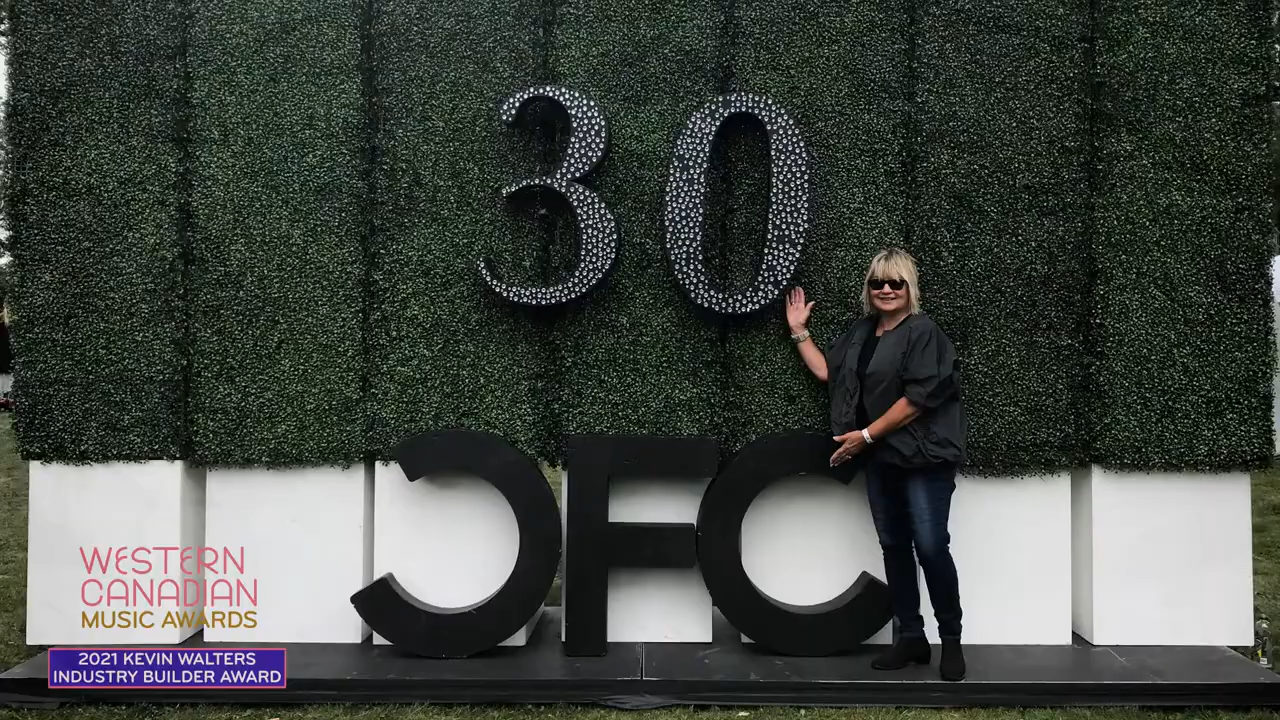 30
CFC
WESTERN
CANADIAN
MUSIC AWARDS
2021 KEVIN WALTERS
INDUSTRY BUILDER AWARD